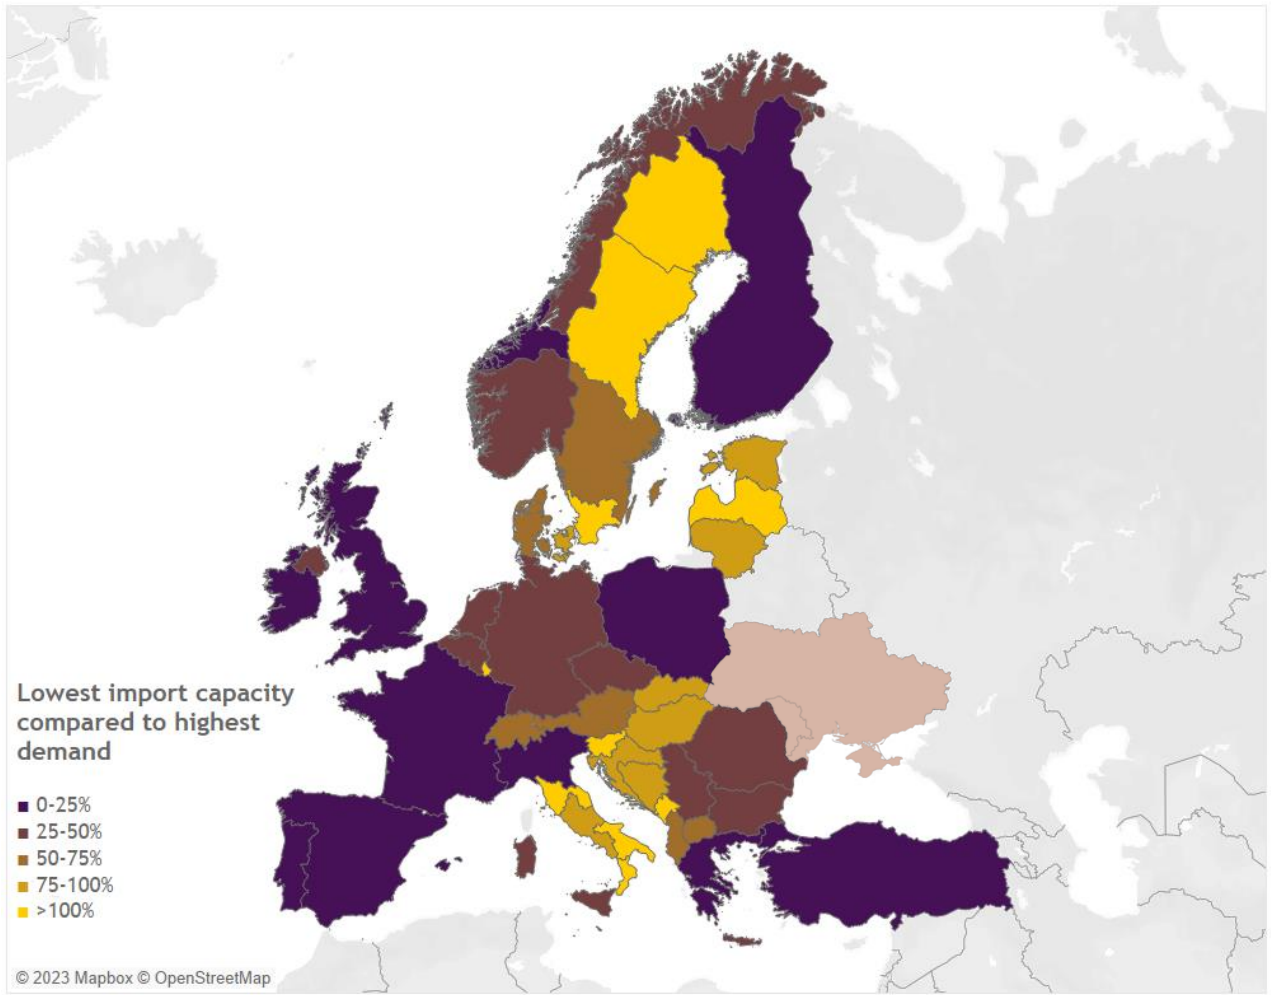 Lowest import capacity
compared to highest
demand
0-25%
25-50%
50-75%
75-100%
>100%
© 2023 Mapbox © OpenStreetMap